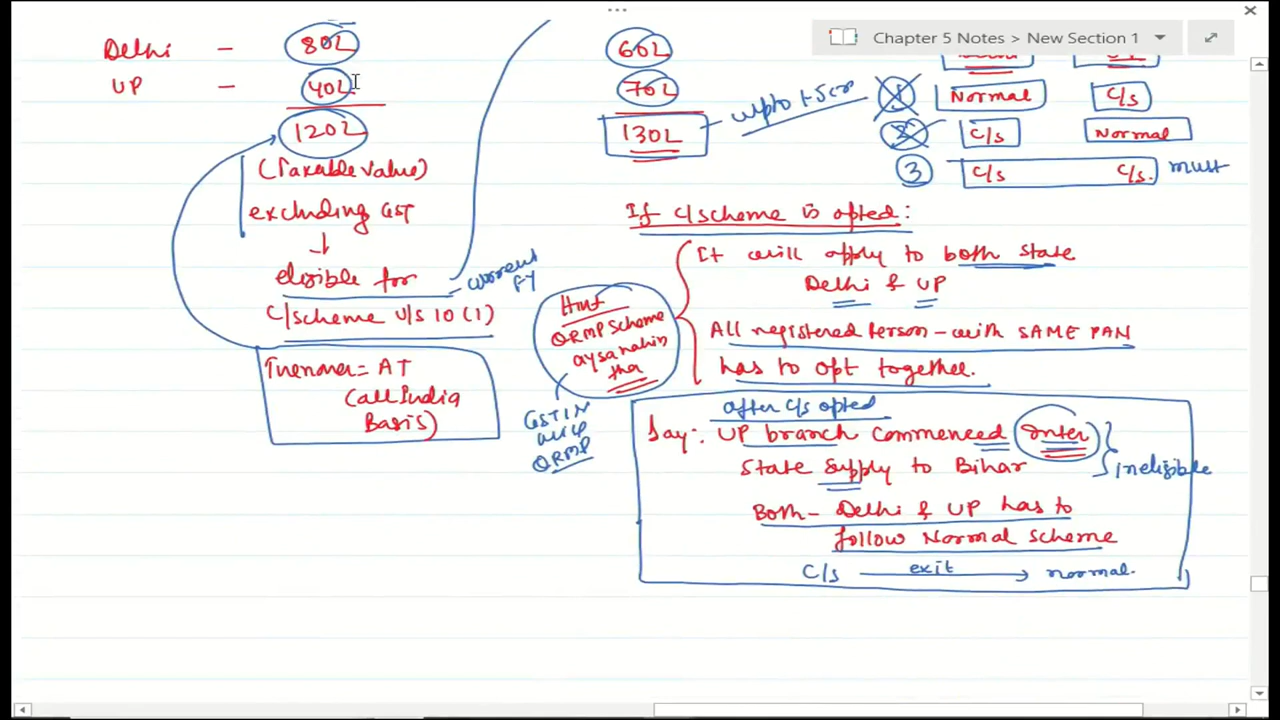 Chapter 5 Notes > New Section 1
Delhi - 80L 60L
UP - 40L 70L
120L 130L upto 1.5cr
(Taxable value)
excluding GST
eligible for current FY
C/scheme u/s 10 (1)
Turnover = AT
(all India
Basis)
Normal C/s
2 C/s Normal
3 C/s C/s. must
If C/scheme is opted:
It will apply to both state
Delhi & UP
All registered Person - with SAME PAN
has to opt together.
Hint
QRMP scheme
aysa nahin
tha
GSTIN
wise
QRMP
after C/s opted
Say: UP branch commenced inter
State supply to Bihar
ineligible
Both - Delhi & UP has to
follow Normal scheme
C/s exit normal.